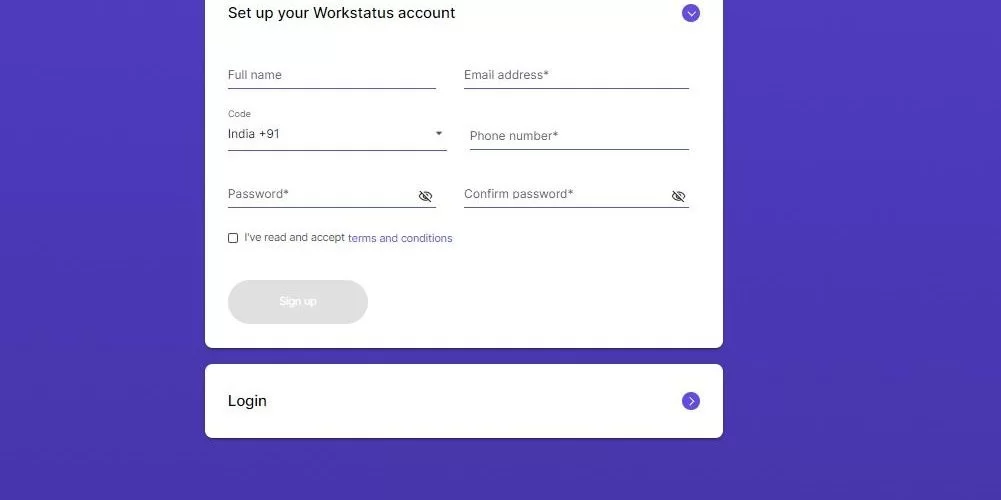 Set up your Workstatus account
Full name
Email address*
Code
India +91
Phone number*
Password*
Confirm password*
I've read and accept terms and conditions
Sign up
Login